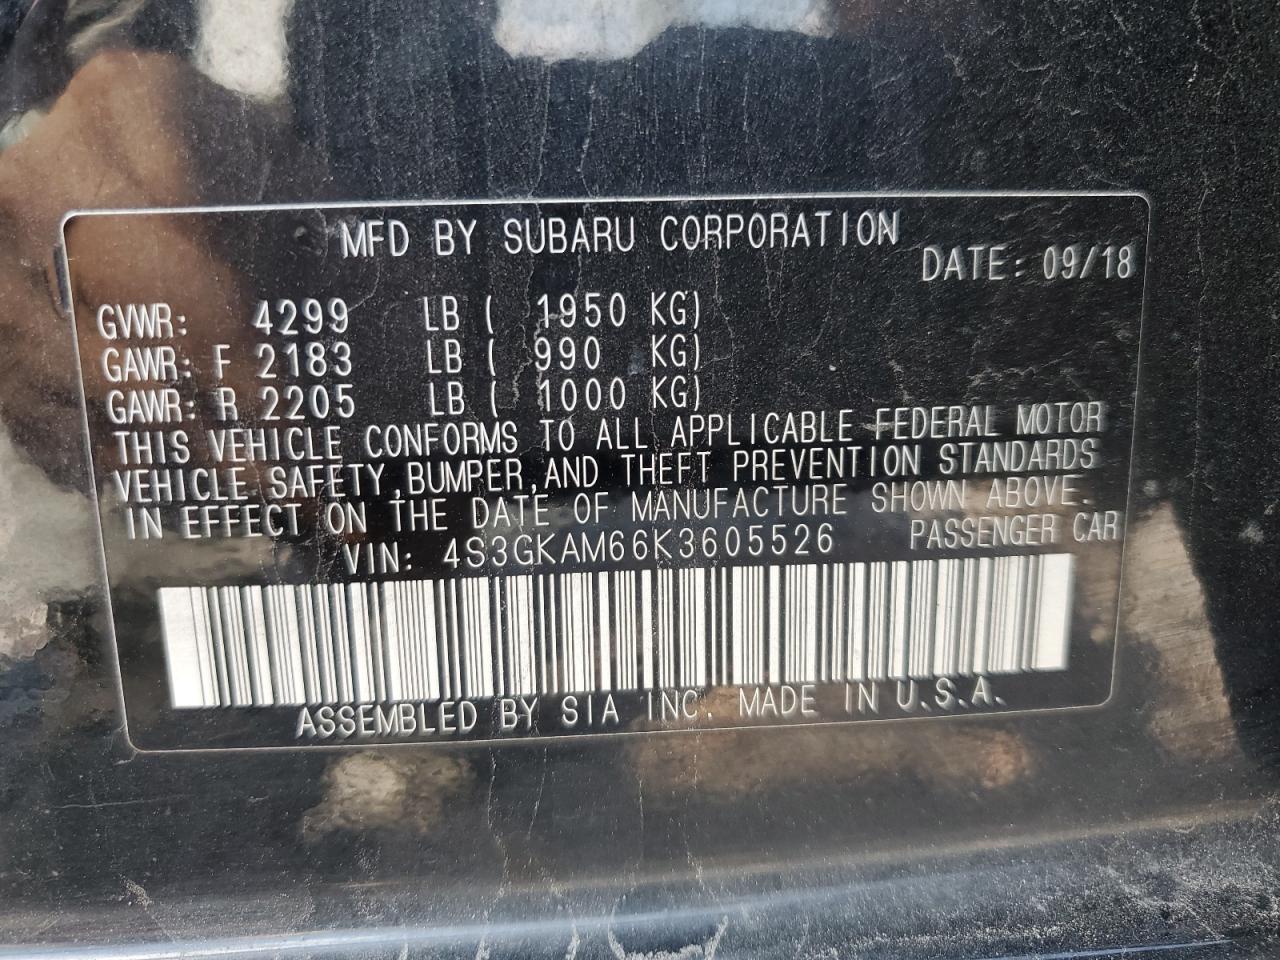 MFD BY SUBARU CORPORATION
DATE: 09/18
GVWR: 4299 LB ( 1950 KG)
GAWR: F 2183 LB ( 990 KG)
GAWR: R 2205 LB ( 1000 KG)
THIS VEHICLE CONFORMS TO ALL APPLICABLE FEDERAL MOTOR
VEHICLE SAFETY,BUMPER,AND THEFT PREVENTION STANDARDS
IN EFFECT ON THE DATE OF MANUFACTURE SHOWN ABOVE.
VIN: 4S3GKAM66K3605526 PASSENGER CAR
ASSEMBLED BY SIA INC. MADE IN U.S.A.